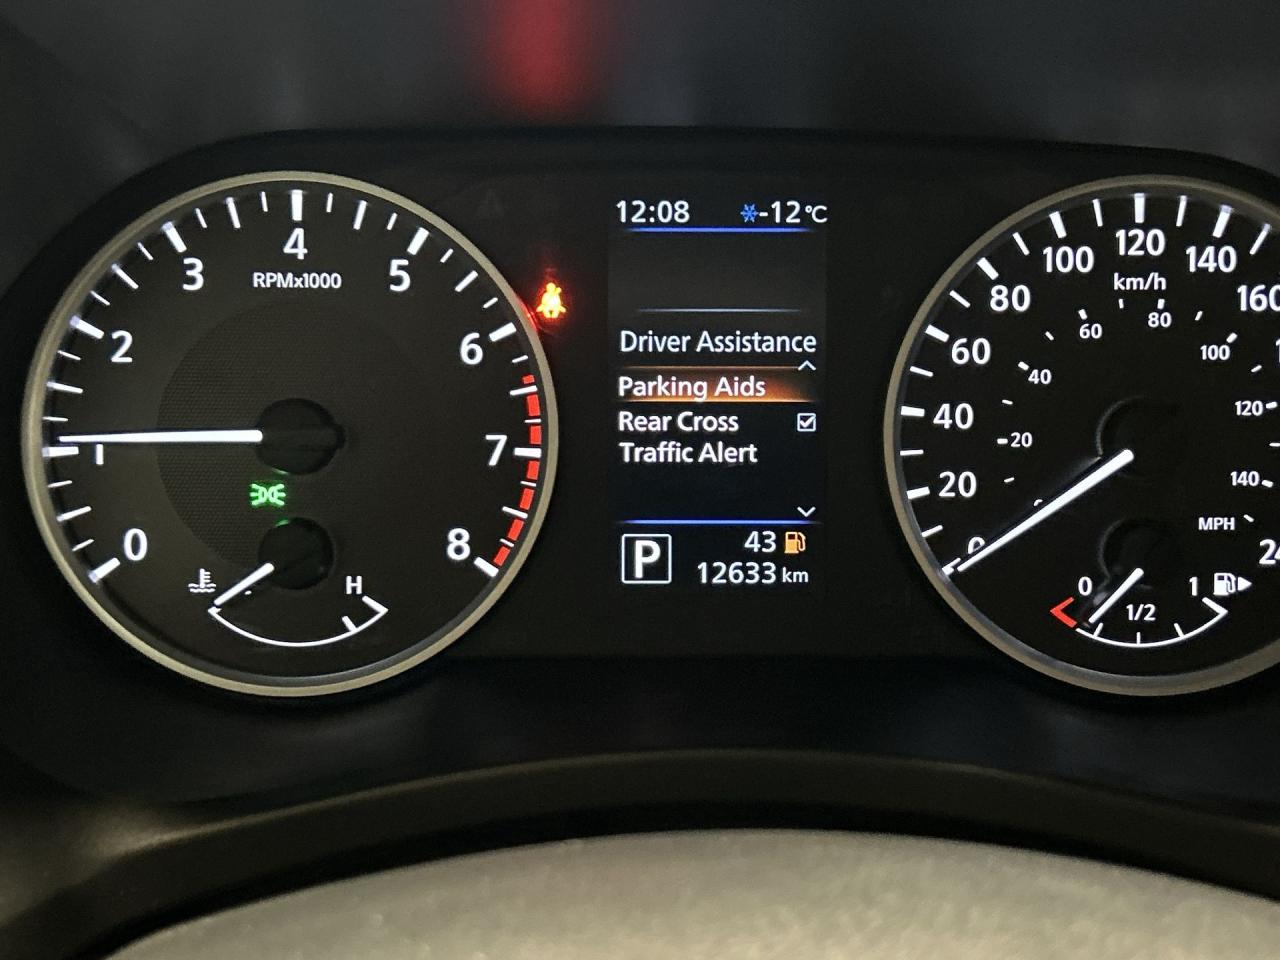 12:08 -12°C
Driver Assistance
Parking Aids
Rear Cross
Traffic Alert
P 43
12633 km
0
1
2
3
4
5
6
7
8
RPMx1000
H
0
20
40
60
80
100
120
140
160
km/h
20
40
60
80
100
120
140
MPH
0 1/2 1